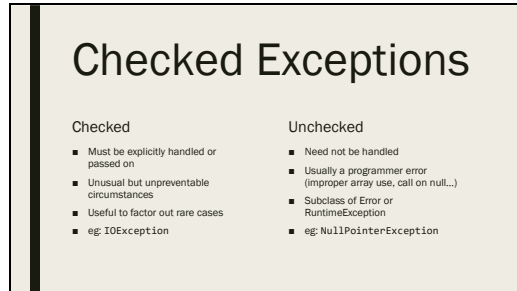 Checked Exceptions
Checked
■ Must be explicitly handled or
passed on
■ Unusual but unpreventable
circumstances
■ Useful to factor out rare cases
■ eg: IOException
Unchecked
■ Need not be handled
■ Usually a programmer error
(improper array use, call on null...)
■ Subclass of Error or
RuntimeException
■ eg: NullPointerException